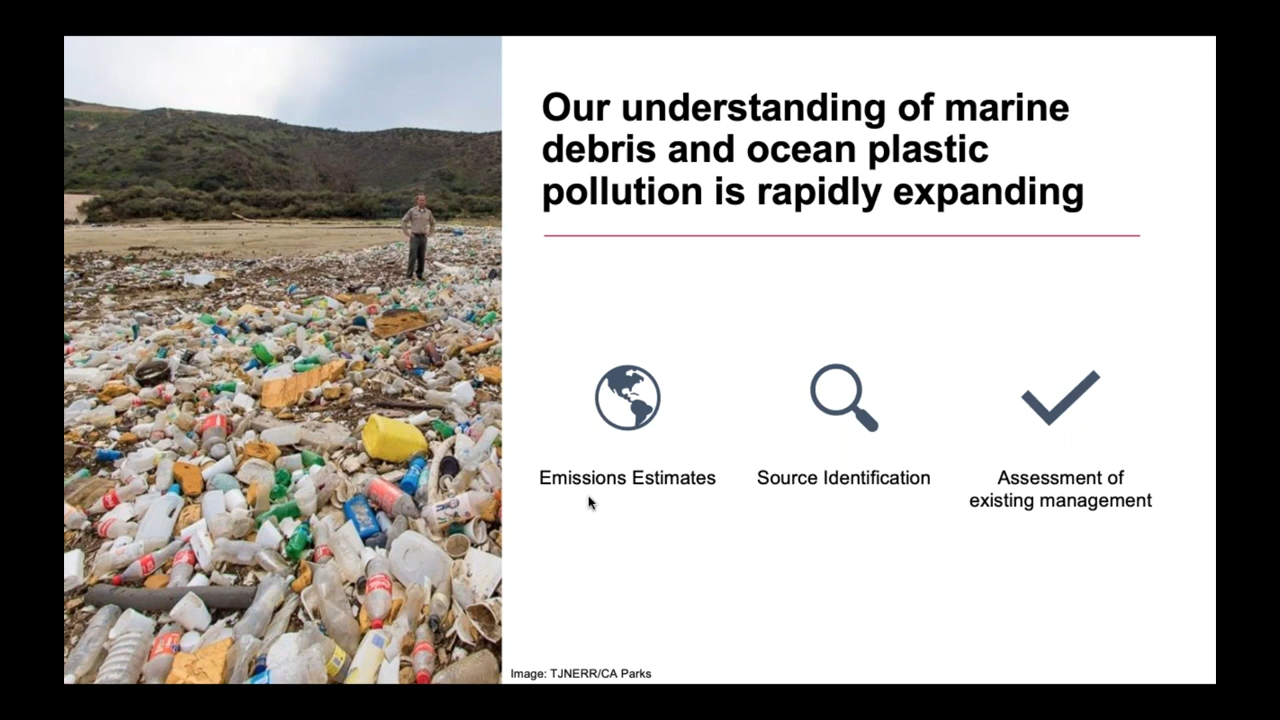 Our understanding of marine
debris and ocean plastic
pollution is rapidly expanding
Emissions Estimates
Source Identification
Assessment of
existing management
Image: TJNERR/CA Parks